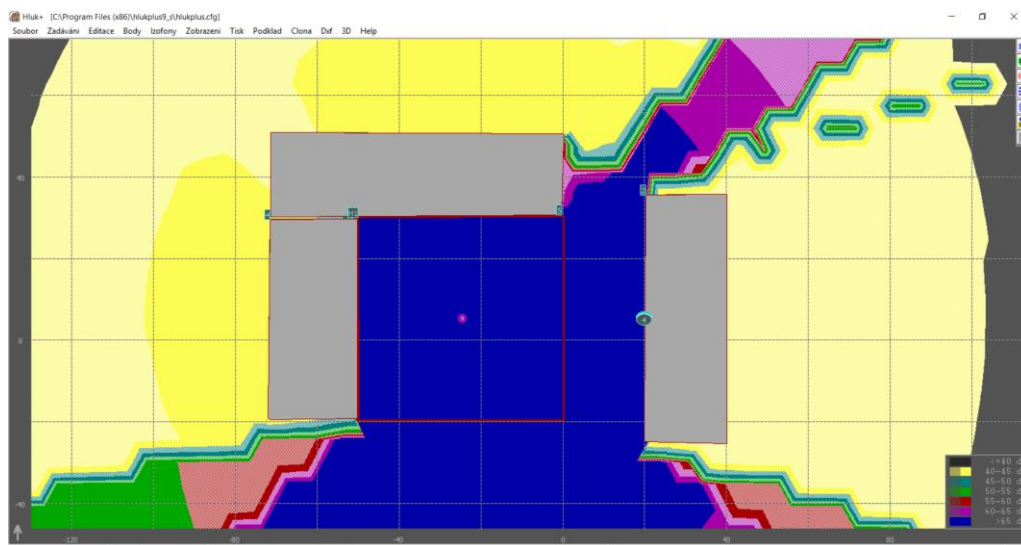 Hluk+ [C:\Program Files (x86)\hlukplus9_s\hlukplus.cfg]
Soubor Zadávání Editace Body Izofony Zobrazeni Tisk Podklad Clona Dxf 3D Help
40
0
-40
-120 -80 -40 0 40 80
<=40 d
40-45 d
45-50 d
50-55 d
55-60 d
60-65 d
>65 d